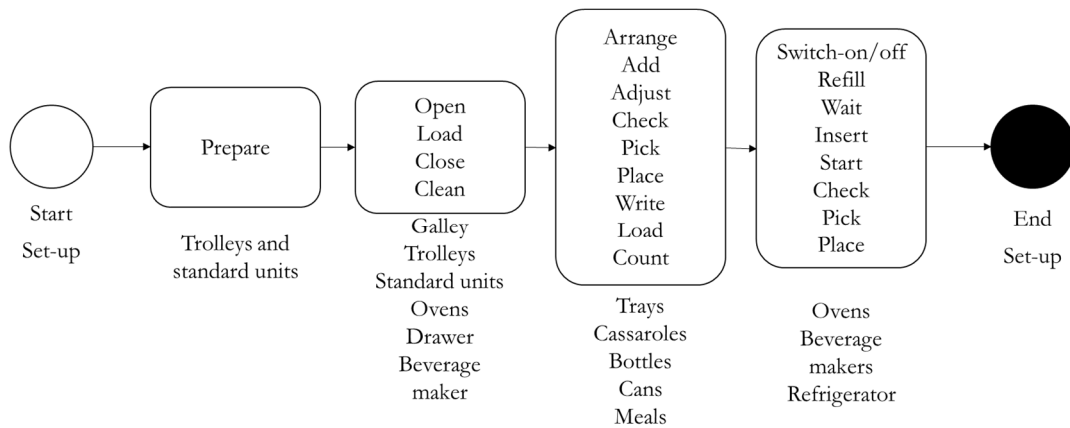 Start
Set-up
Prepare
Trolleys and
standard units
Open
Load
Close
Clean
Galley
Trolleys
Standard units
Ovens
Drawer
Beverage
maker
Arrange
Add
Adjust
Check
Pick
Place
Write
Load
Count
Trays
Cassaroles
Bottles
Cans
Meals
Switch-on/off
Refill
Wait
Insert
Start
Check
Pick
Place
Ovens
Beverage
makers
Refrigerator
End
Set-up